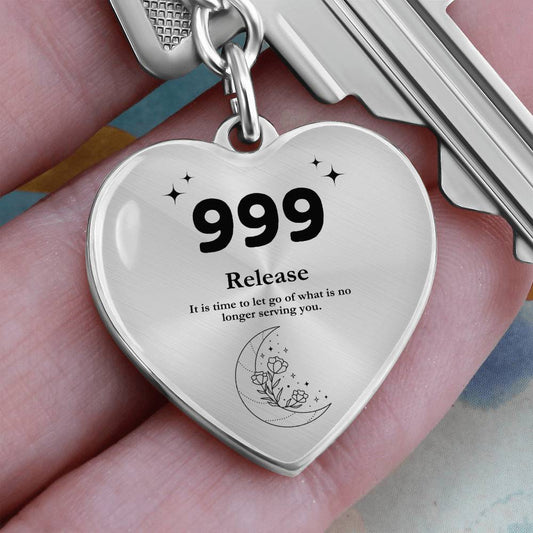 999
Release
It is time to let go of what is no
longer serving you.